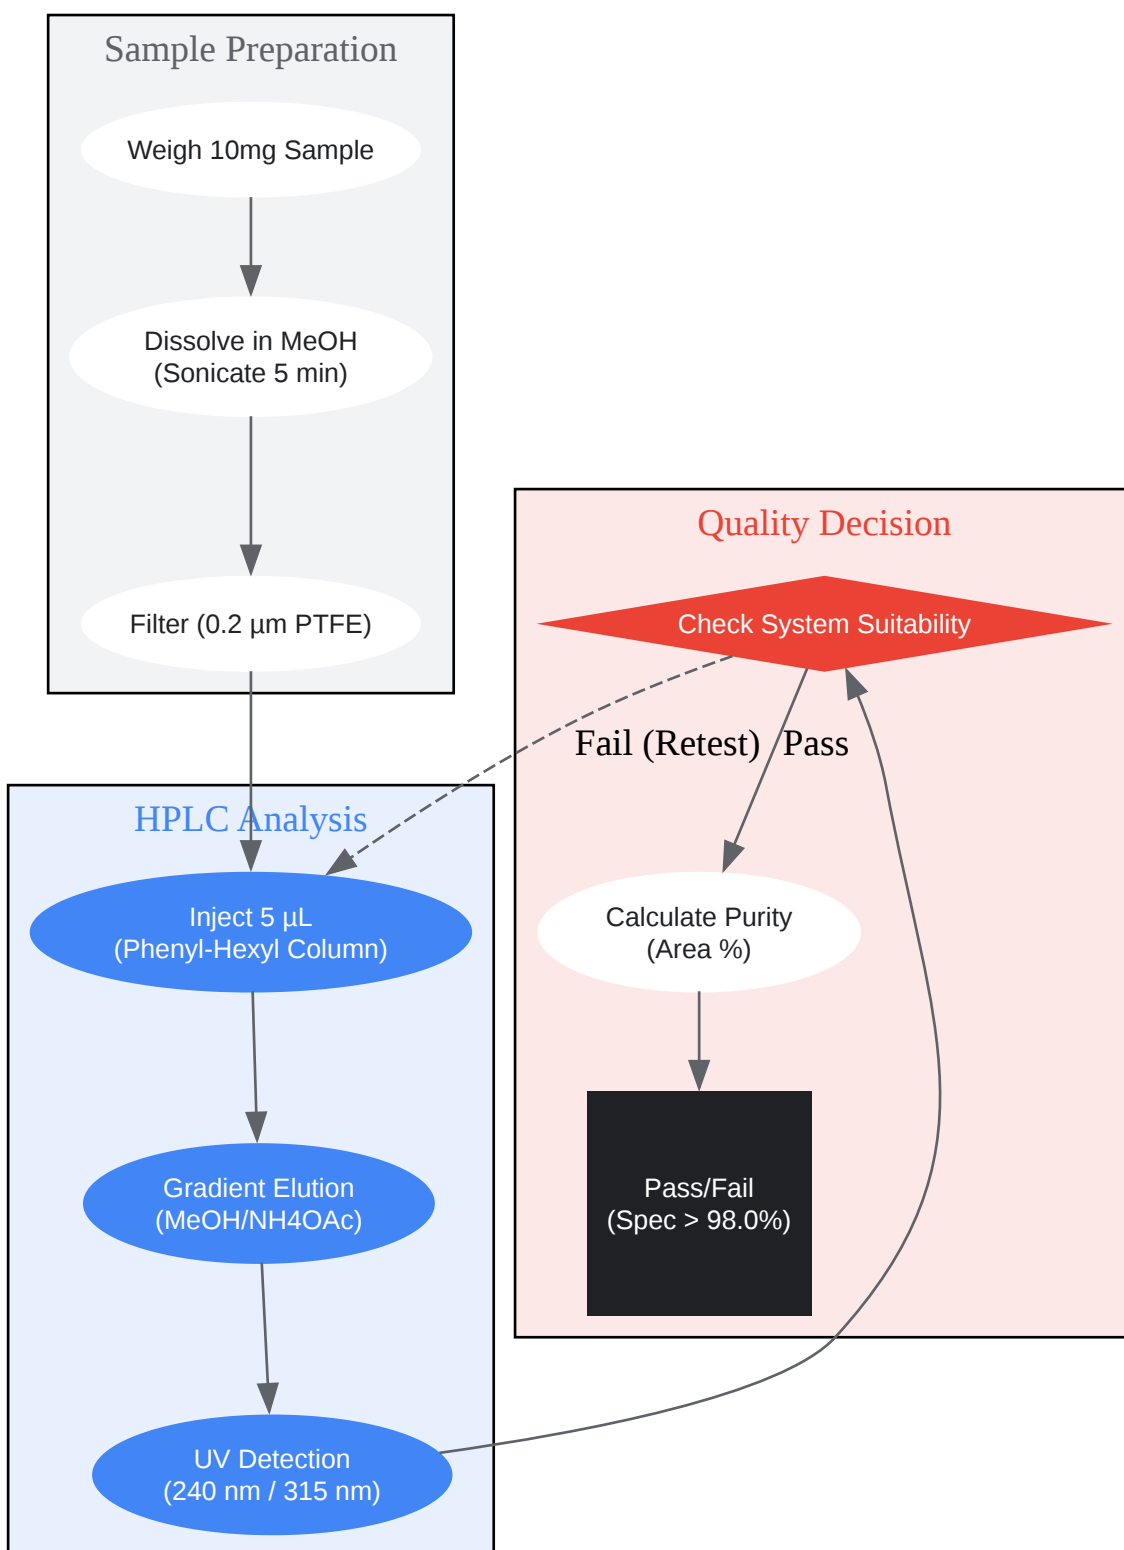 Sample Preparation
Weigh 10mg Sample
Dissolve in MeOH
(Sonicate 5 min)
Filter (0.2 µm PTFE)
HPLC Analysis
Inject 5 µL
(Phenyl-Hexyl Column)
Gradient Elution
(MeOH/NH4OAc)
UV Detection
(240 nm / 315 nm)
Quality Decision
Check System Suitability
Fail (Retest)
Pass
Calculate Purity
(Area %)
Pass/Fail
(Spec > 98.0%)